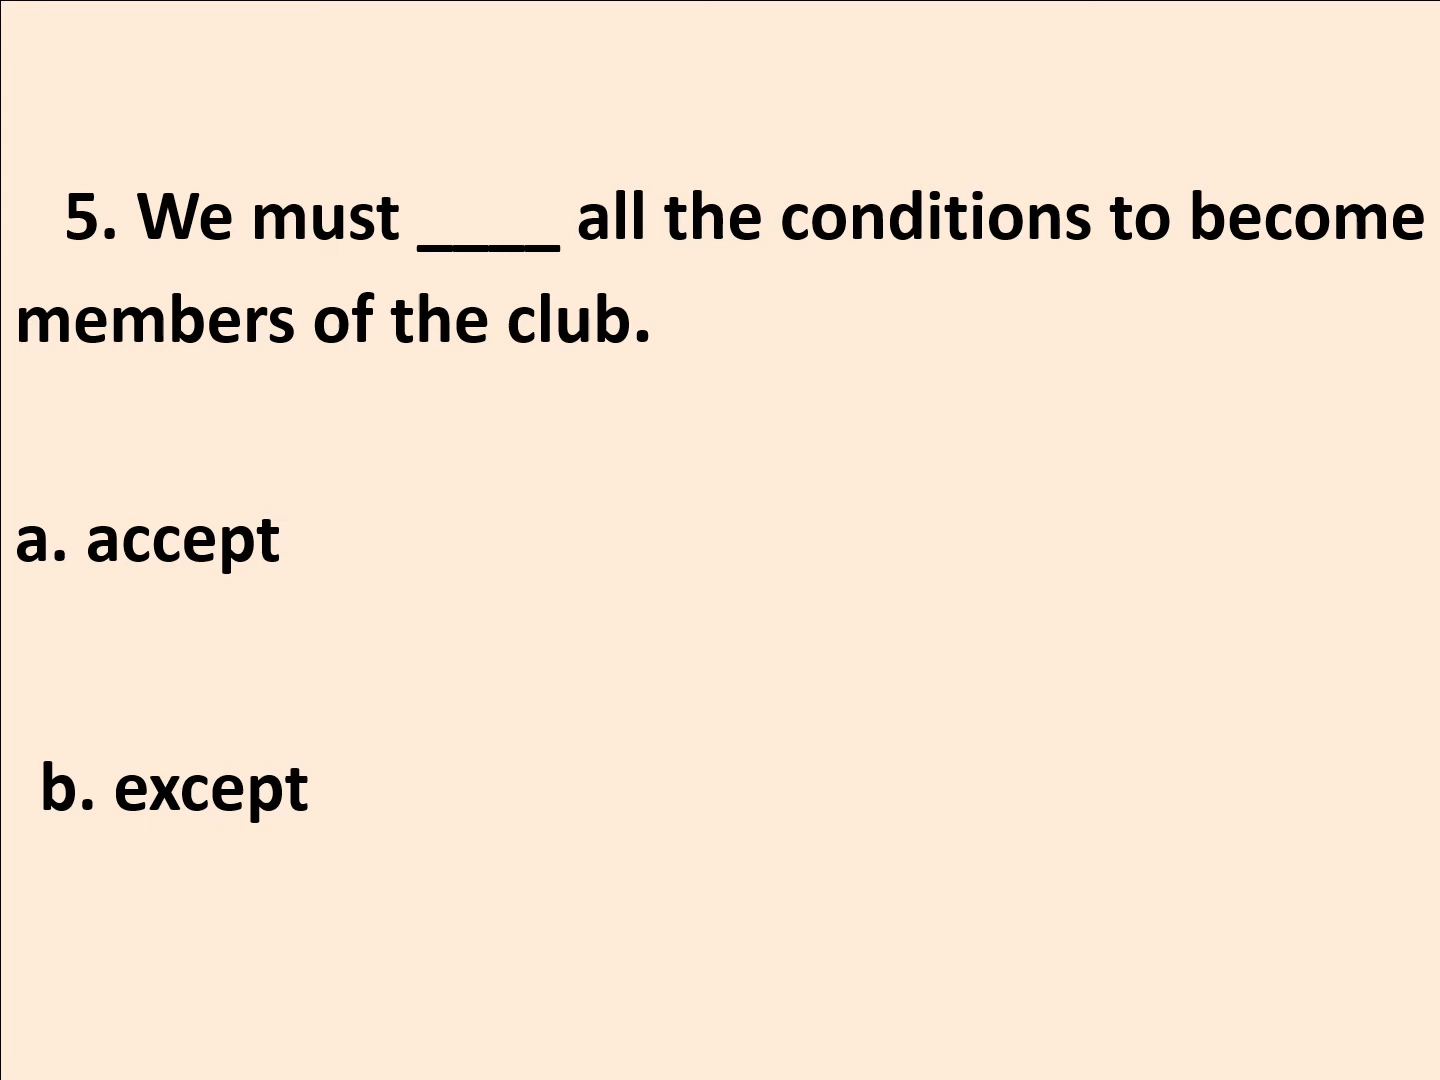 5. We must ____ all the conditions to become
members of the club.
a. accept
b. except